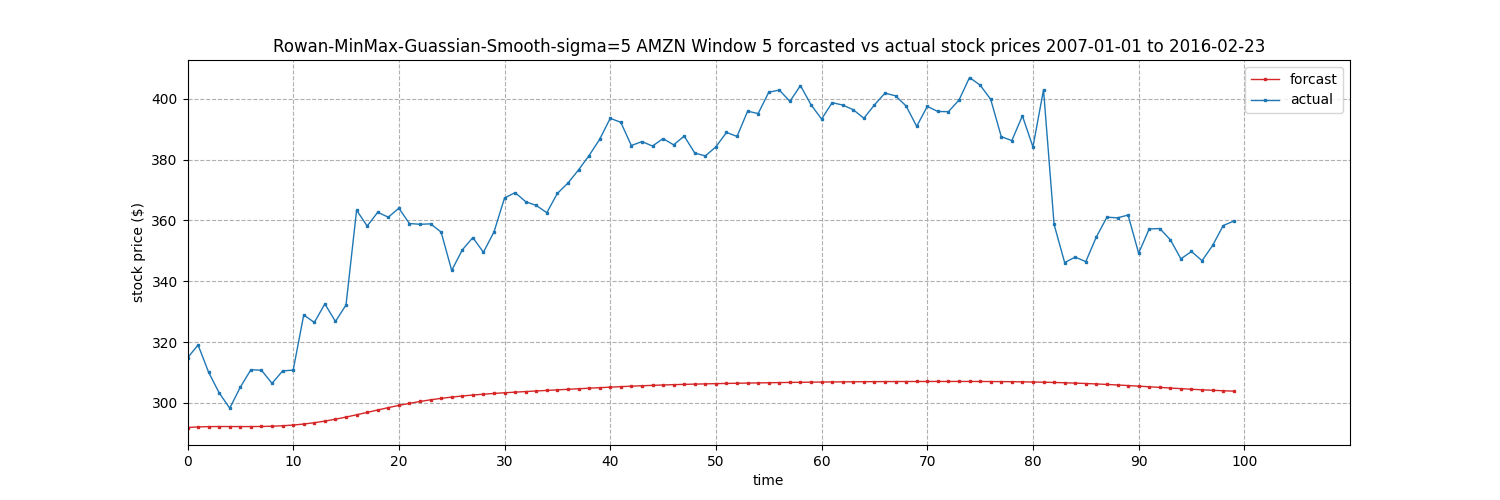 Rowan-MinMax-Guassian-Smooth-sigma=5 AMZN Window 5 forcasted vs actual stock prices 2007-01-01 to 2016-02-23
forcast
actual
stock price ($)
400
380
360
340
320
300
0 10 20 30 40 50 60 70 80 90 100
time